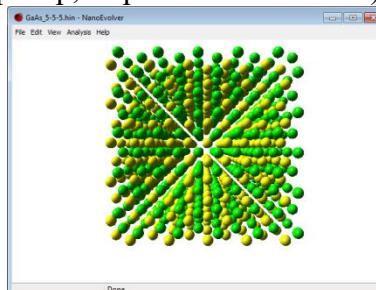 GaAs_5-5-5.hin - NanoEvolver
File Edit View Analysis Help
Done